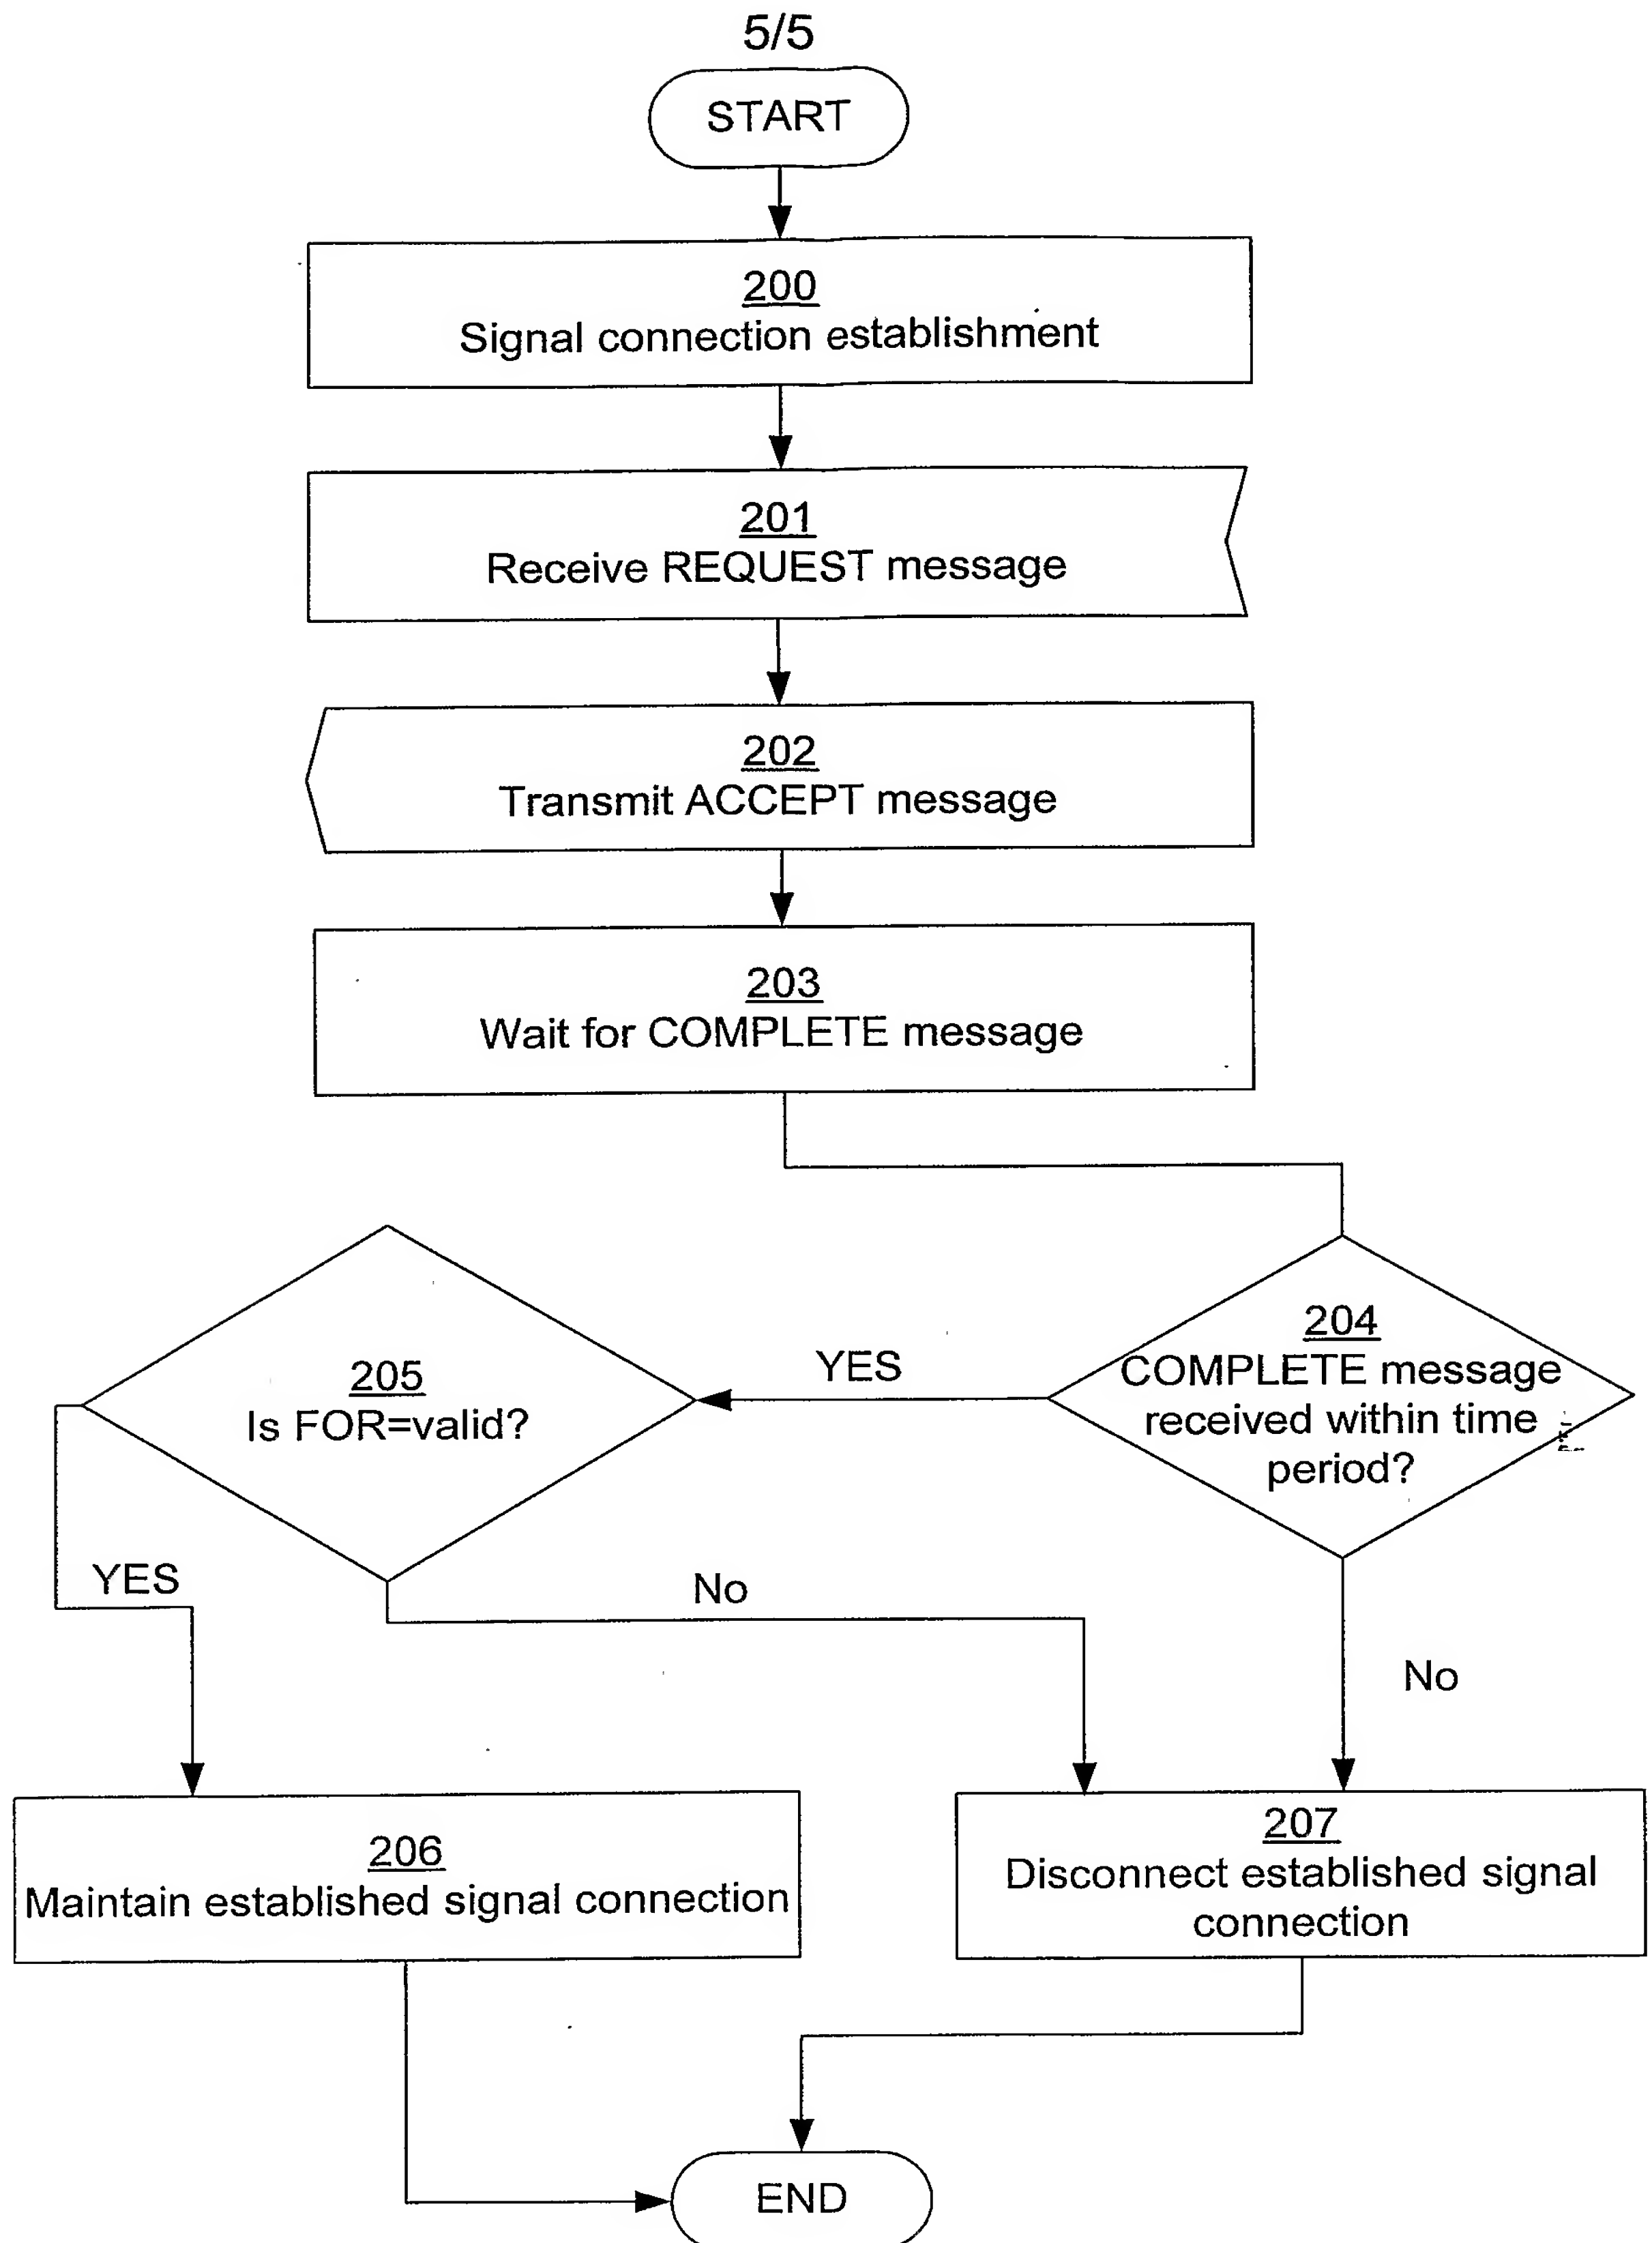 5/5
START
200
Signal connection establishment
201
Receive REQUEST message
202
Transmit ACCEPT message
203
Wait for COMPLETE message
204
COMPLETE message
received within time
period?
YES
205
Is FOR=valid?
YES
No
No
206
Maintain established signal connection
207
Disconnect established signal
connection
END